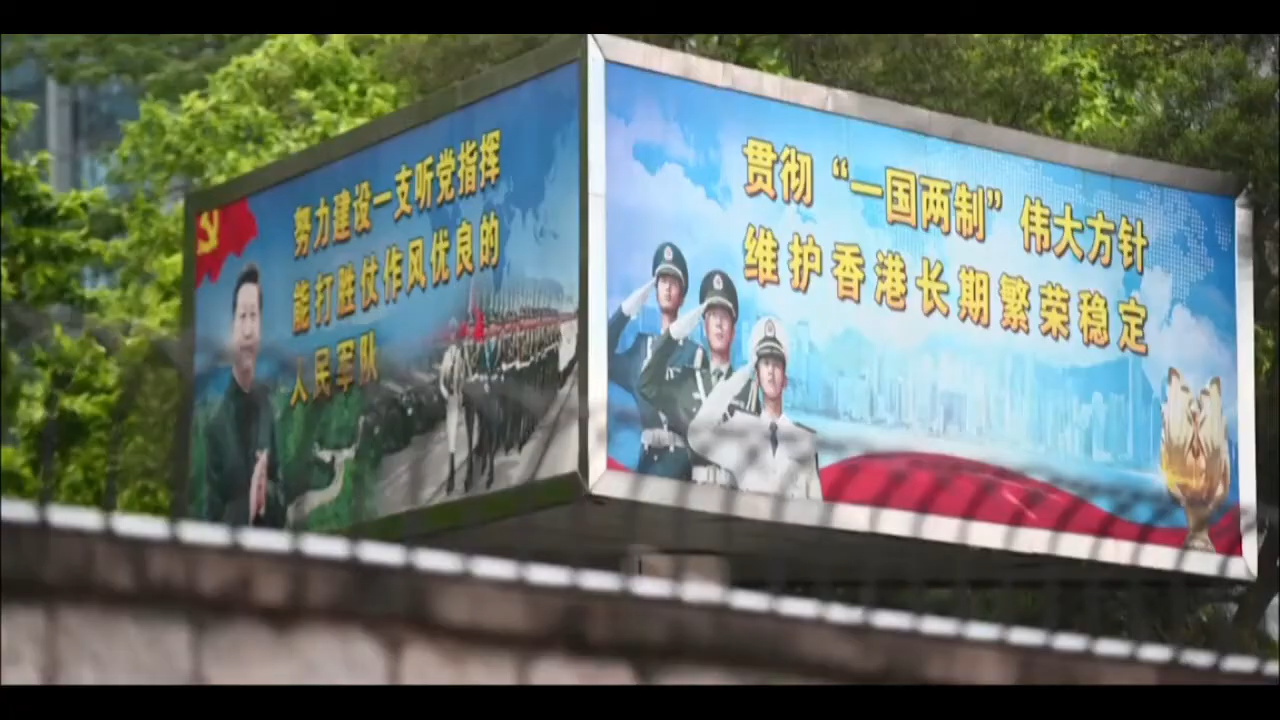 努力建设一支听党指挥
能打胜仗作风优良的
人民军队
贯彻“一国两制”伟大方针
维护香港长期繁荣稳定